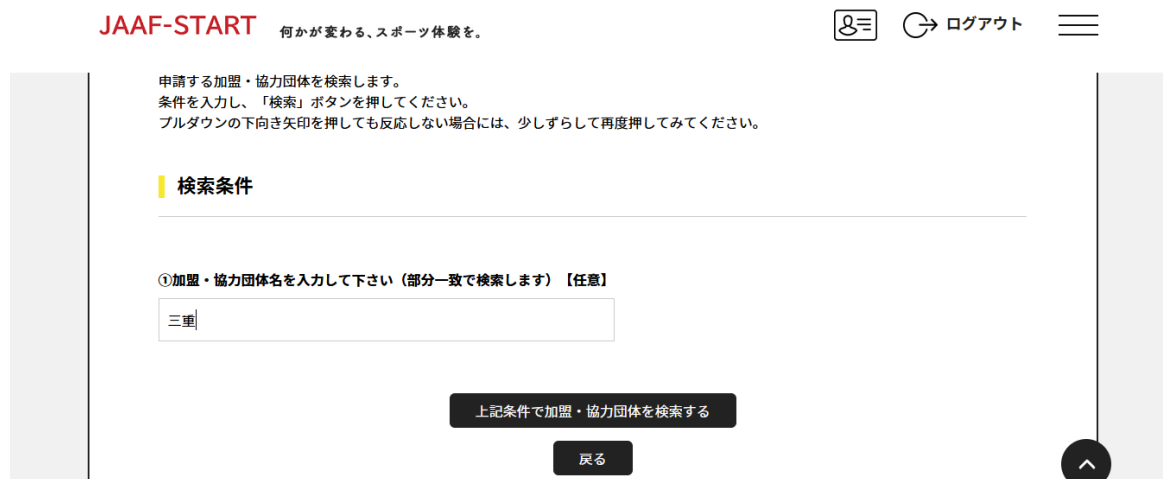 JAAF-START 何かが変わる、スポーツ体験を。 ログアウト
申請する加盟・協力団体を検索します。
条件を入力し、「検索」ボタンを押してください。
プルダウンの下向き矢印を押しても反応しない場合には、少しずらして再度押してみてください。
検索条件
①加盟・協力団体名を入力して下さい（部分一致で検索します）【任意】
三重
上記条件で加盟・協力団体を検索する
戻る